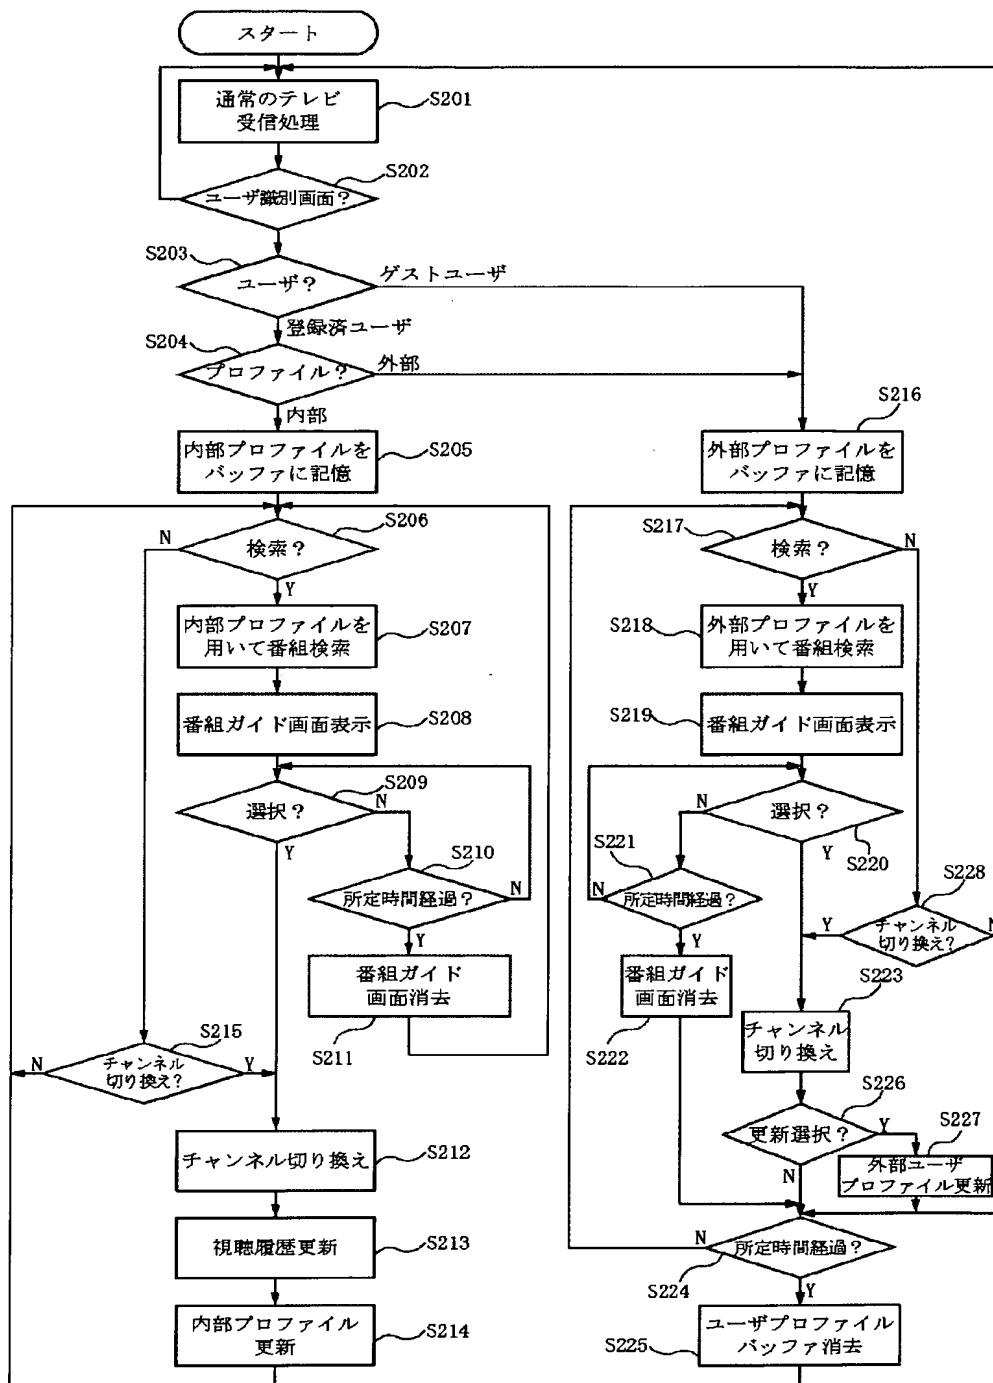 スタート
通常のテレビ
受信処理
S201
ユーザ識別画面?
S202
S203
ユーザ?
ゲストユーザ
登録済ユーザ
S204
プロファイル?
外部
内部
内部プロファイルを
バッファに記憶
S205
S206
N
検索?
Y
内部プロファイルを
用いて番組検索
S207
番組ガイド画面表示
S208
S209
選択?
N
Y
S210
所定時間経過?
N
Y
番組ガイド
画面消去
S211
S215
N
チャンネル
切り換え?
Y
チャンネル切り換え
S212
視聴履歴更新
S213
内部プロファイル
更新
S214
S216
外部プロファイルを
バッファに記憶
S217
検索?
N
Y
S218
外部プロファイルを
用いて番組検索
S219
番組ガイド画面表示
N
選択?
S220
Y
S221
N
所定時間経過?
Y
番組ガイド
画面消去
S222
S228
Y
チャンネル
切り換え?
N
S223
チャンネル
切り換え
S226
更新選択?
Y
N
S227
外部ユーザ
プロファイル更新
N
所定時間経過?
S224
Y
ユーザプロファイル
バッファ消去
S225